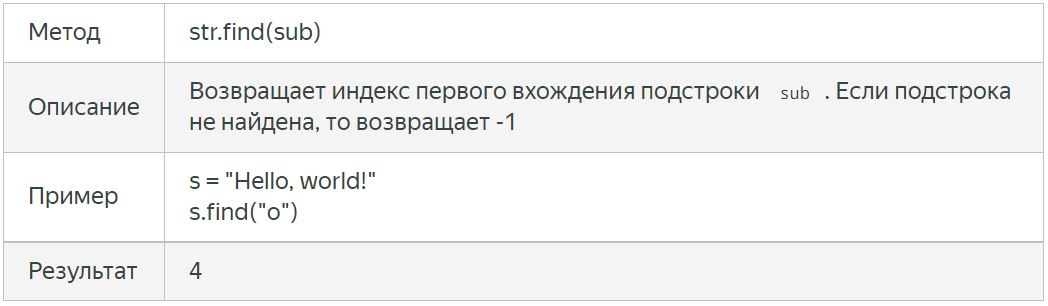 Метод
str.find(sub)
Описание
Возвращает индекс первого вхождения подстроки sub . Если подстрока
не найдена, то возвращает -1
Пример
s = "Hello, world!"
s.find("o")
Результат
4